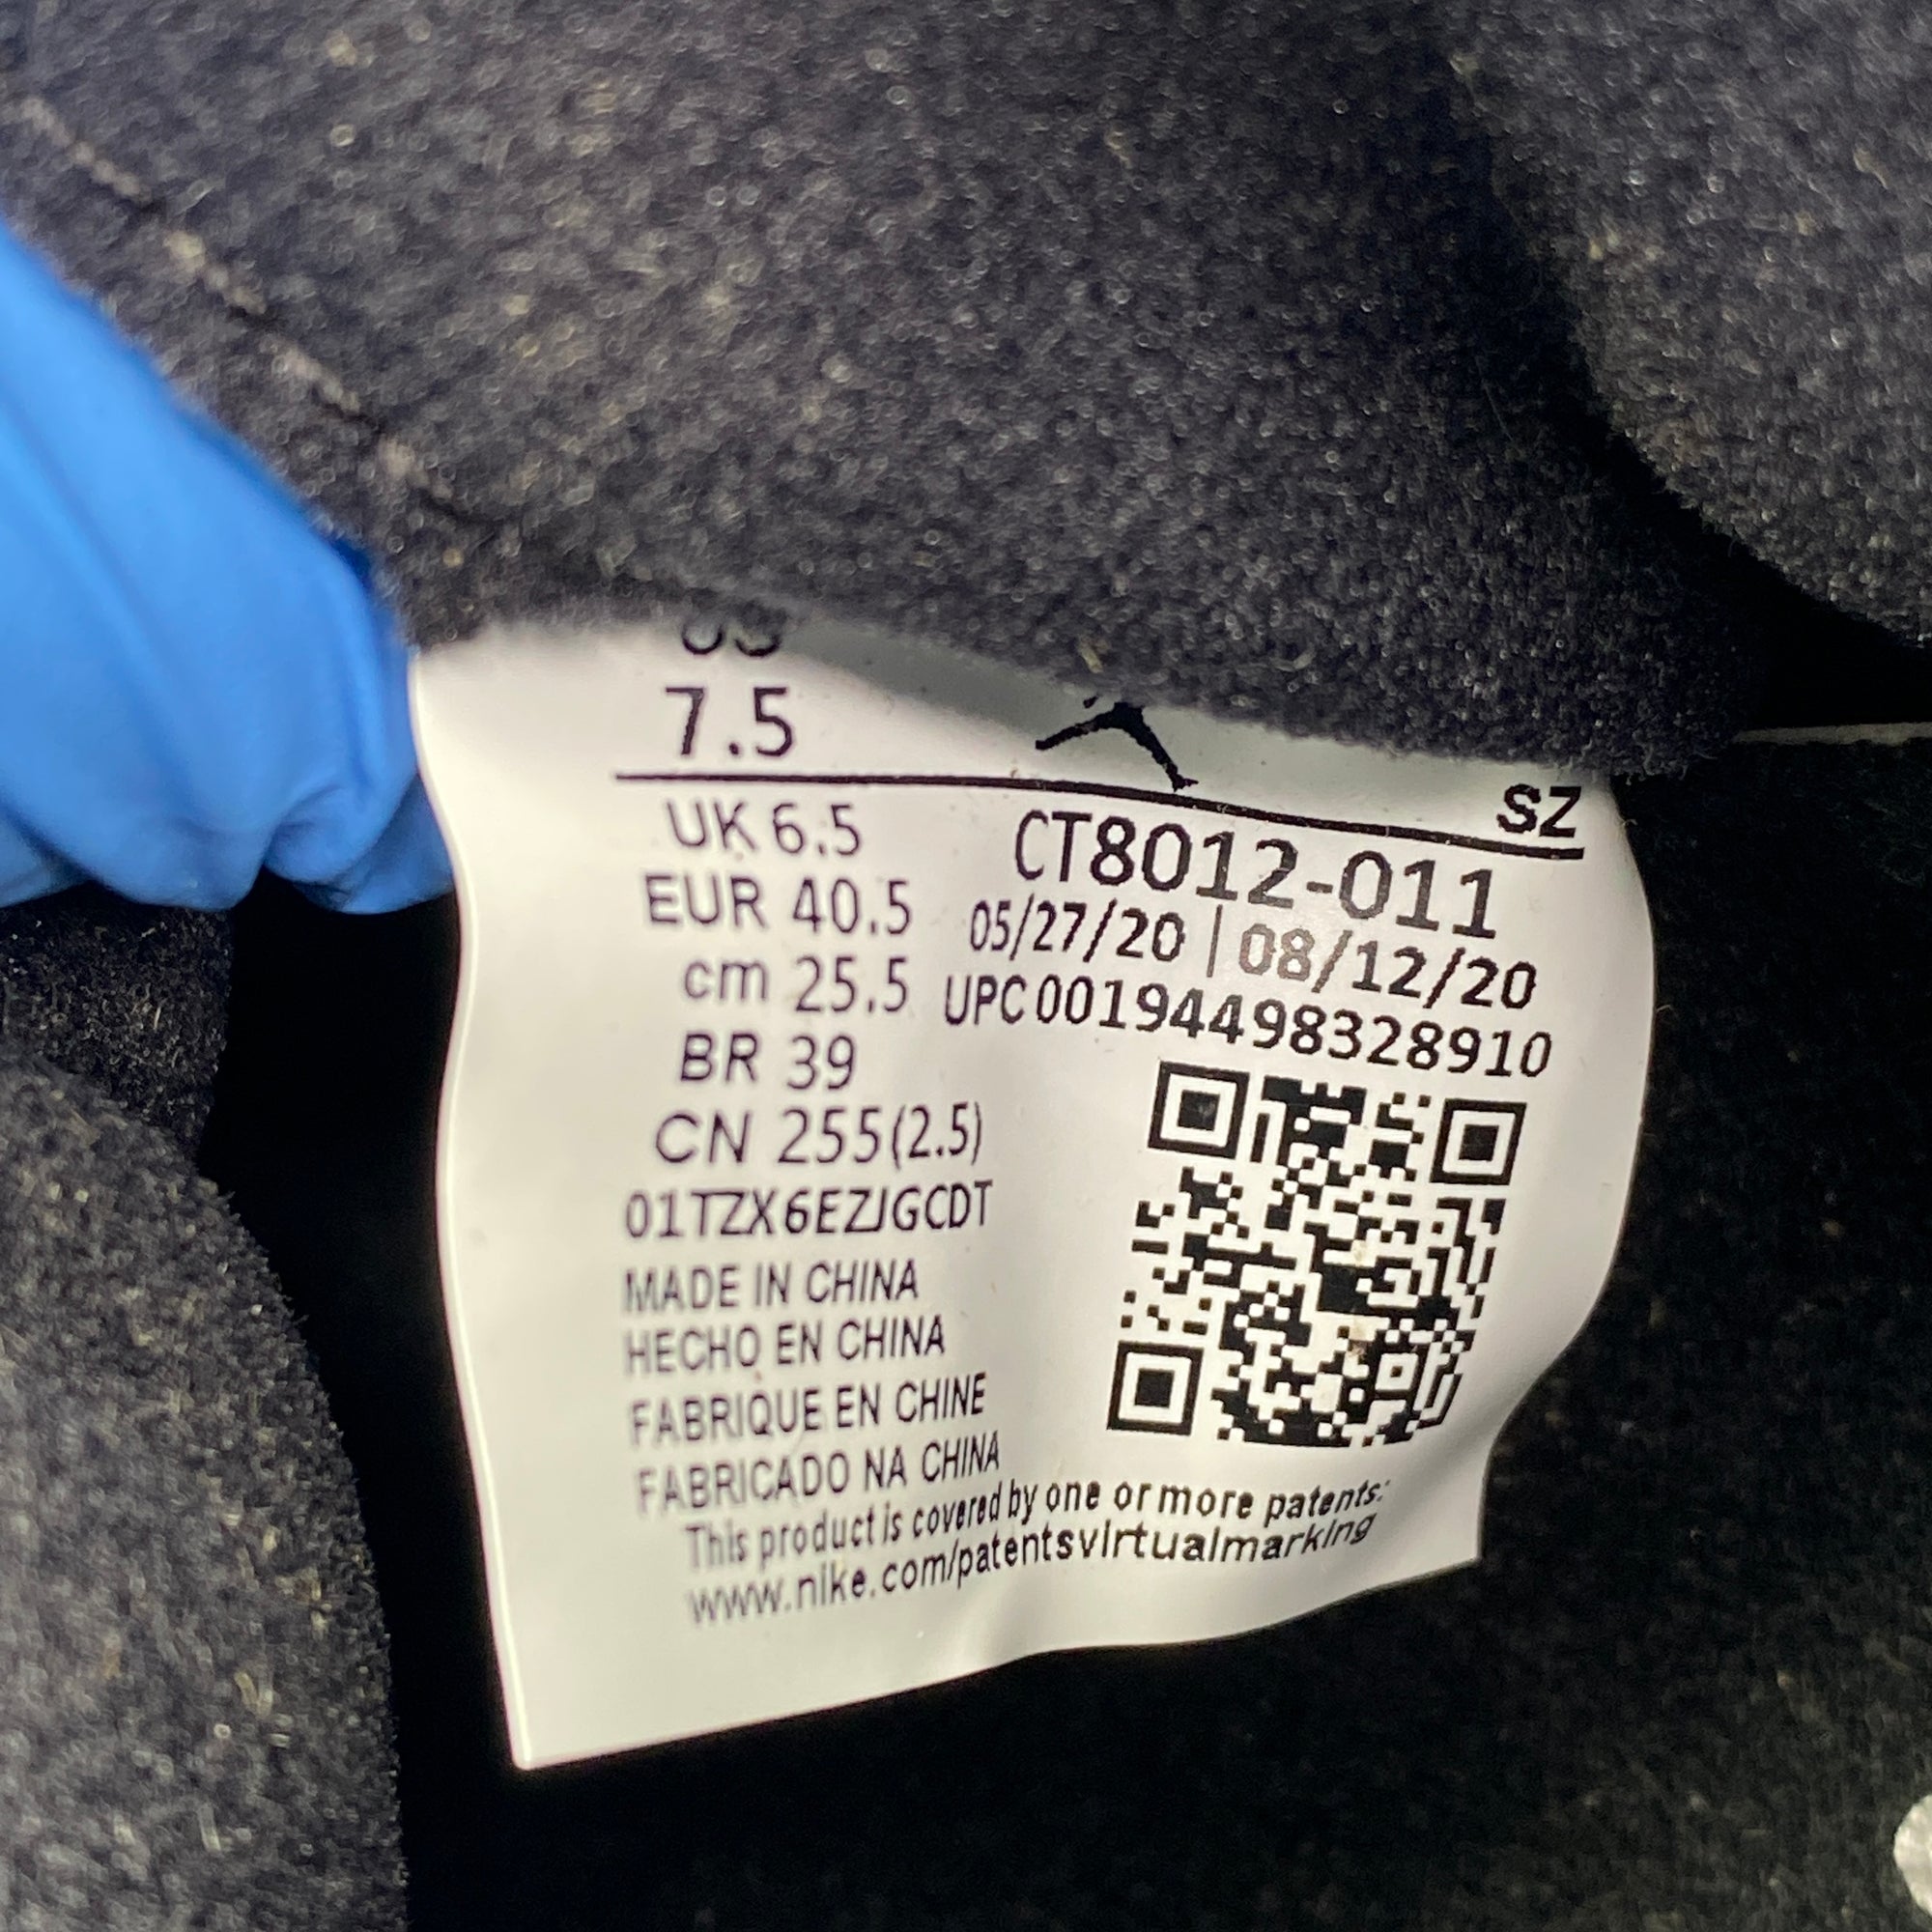 US
7.5
SZ
UK 6.5
EUR 40.5
cm 25.5
BR 39
CN 255(2.5)
01TZX6EZJGCDT
MADE IN CHINA
HECHO EN CHINA
FABRIQUE EN CHINE
FABRICADO NA CHINA
CT8012-011
05/27/20 | 08/12/20
UPC00194498328910
This product is covered by one or more patents:
www.nike.com/patentsvirtualmarking